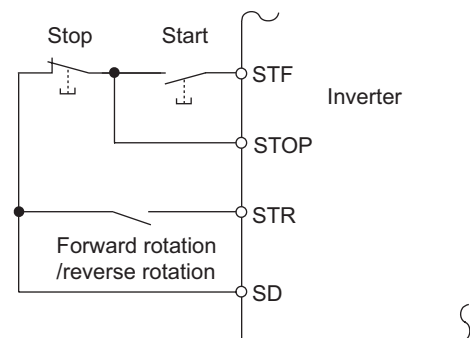 Stop
Start
STF
Inverter
STOP
STR
Forward rotation
/reverse rotation
SD